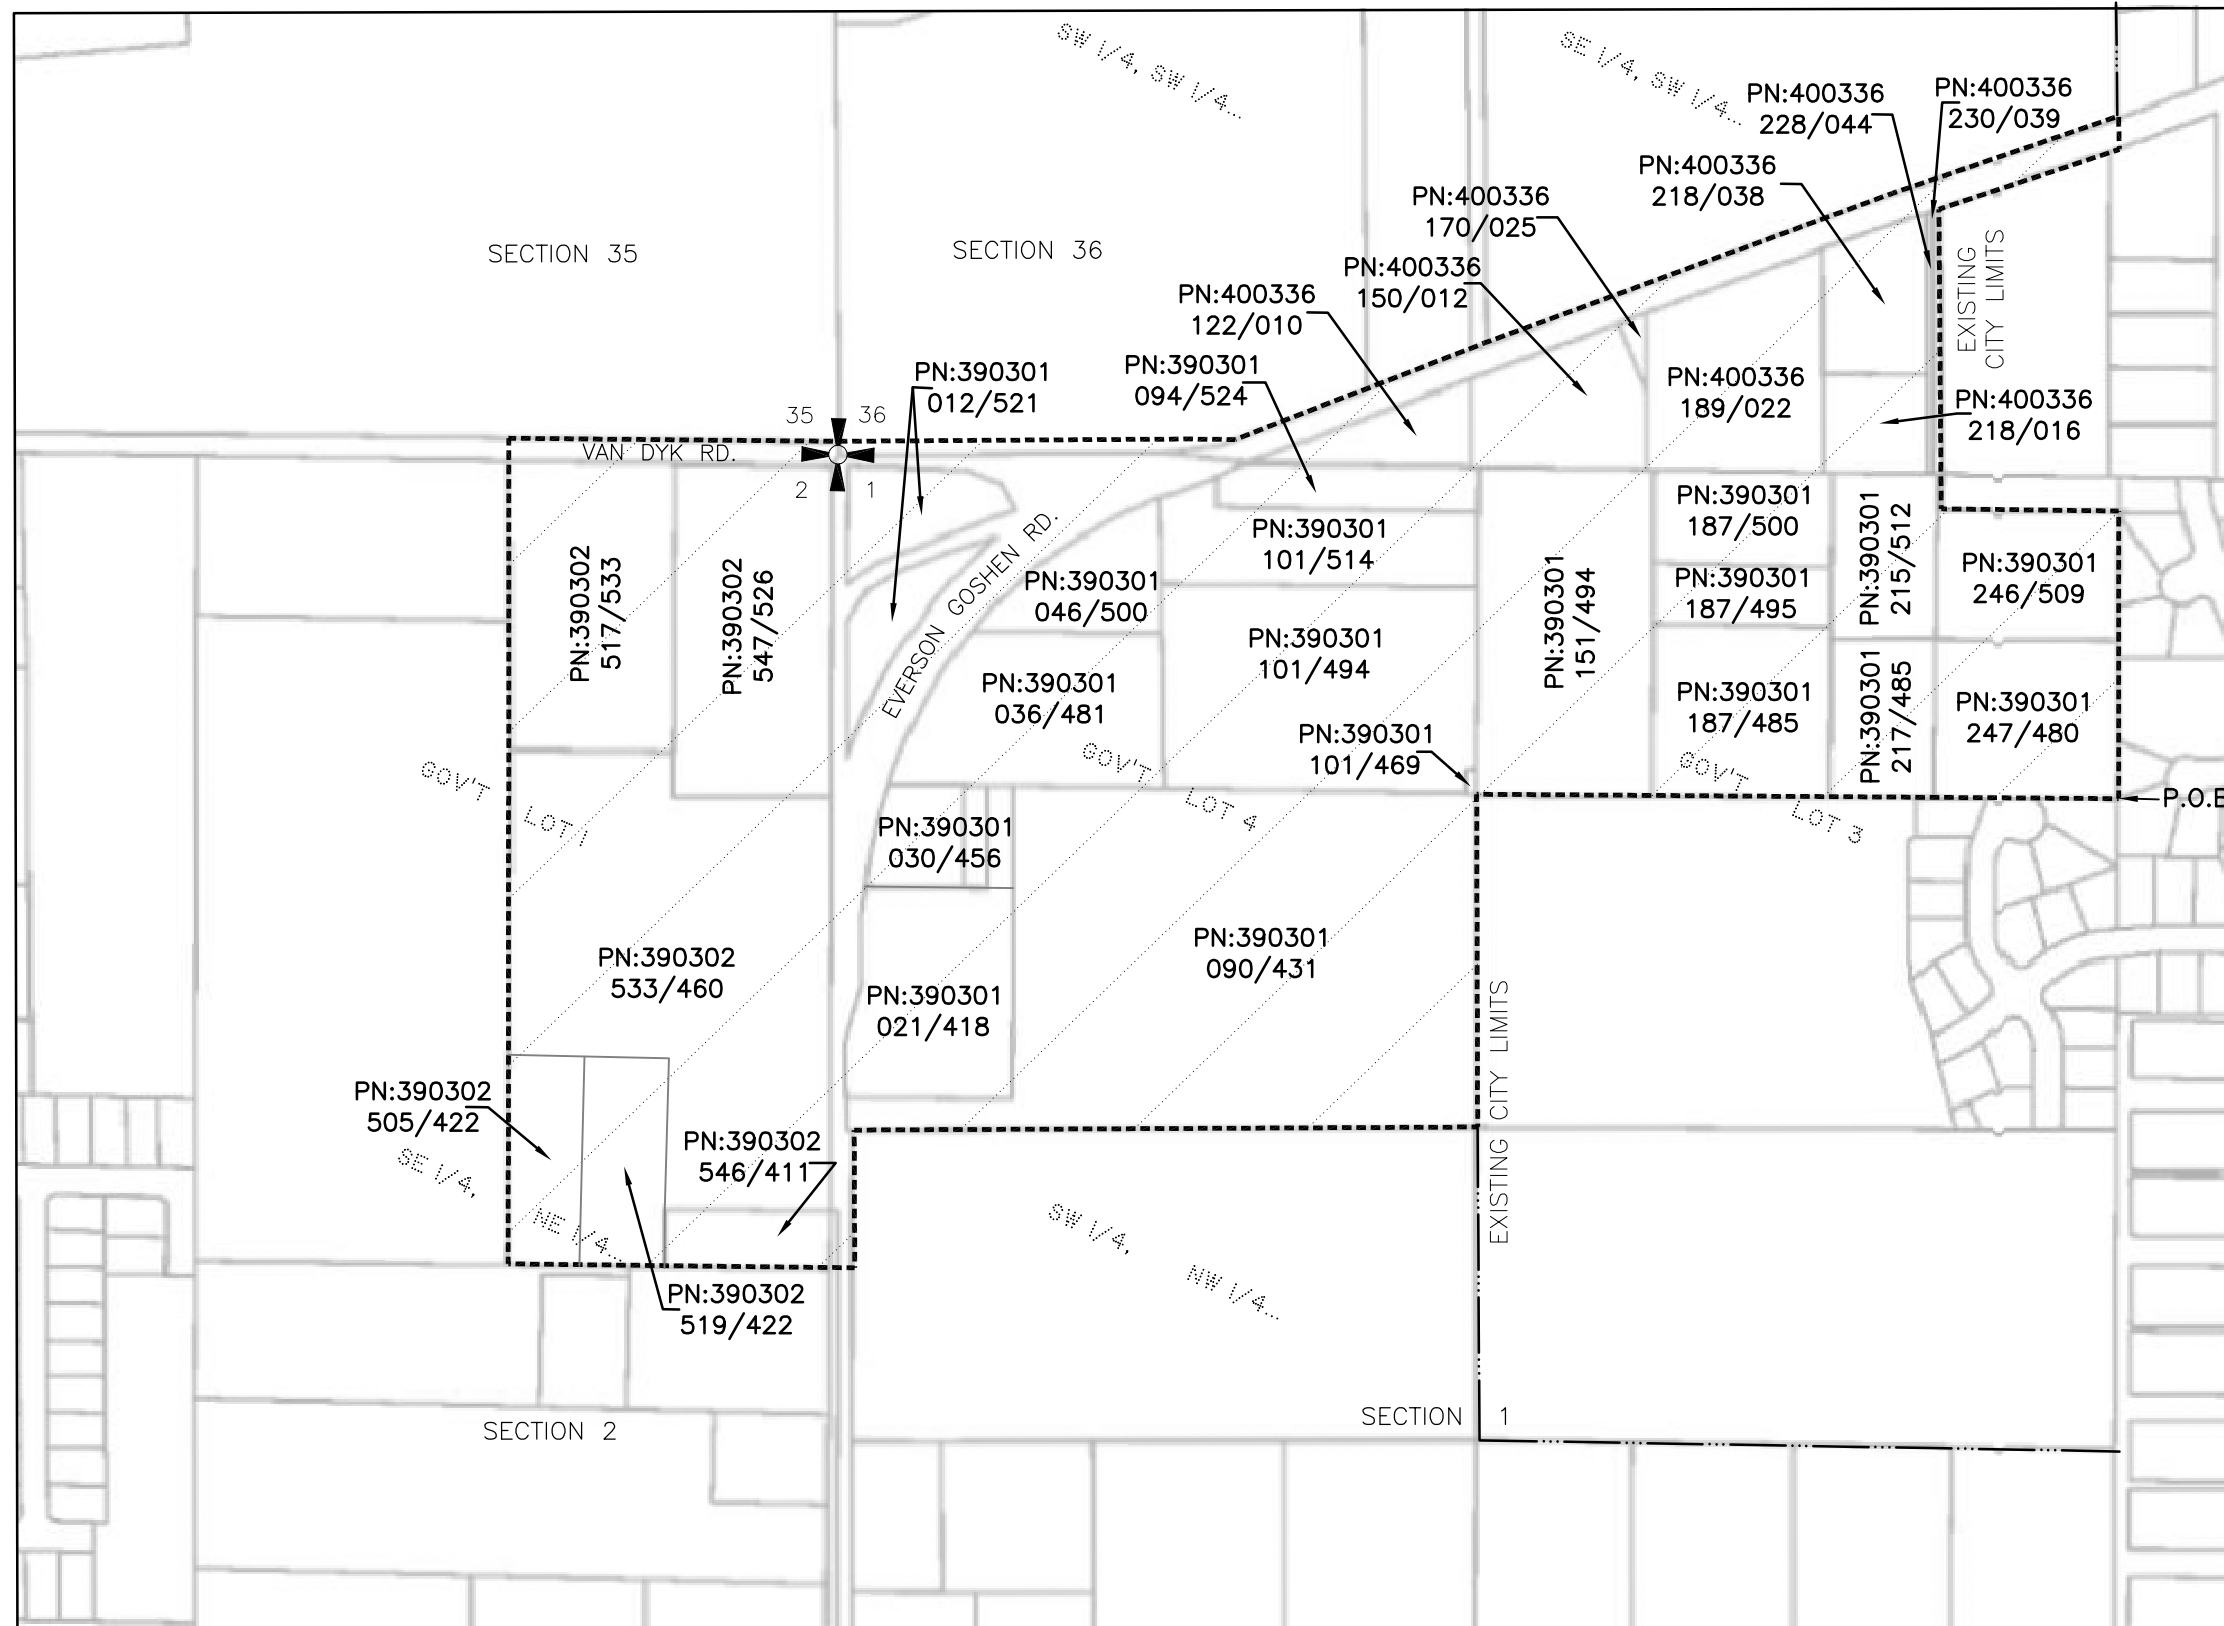 SW 1/4, SW 1/4...
SE 1/4, SW 1/4...
PN:400336
228/044
PN:400336
230/039
PN:400336
218/038
PN:400336
170/025
PN:400336
150/012
PN:400336
122/010
PN:390301
094/524
PN:390301
012/521
SECTION 35
SECTION 36
EXISTING
CITY LIMITS
PN:400336
189/022
PN:400336
218/016
35
36
2
1
VAN DYK RD.
EVERSON GOSHEN RD.
PN:390302
517/533
PN:390302
547/526
PN:390301
046/500
PN:390301
101/514
PN:390301
101/494
PN:390301
036/481
PN:390301
101/469
PN:390301
151/494
PN:390301
187/500
PN:390301
187/495
PN:390301
187/485
PN:390301
215/512
PN:390301
217/485
PN:390301
246/509
PN:390301
247/480
GOV'T
LOT 1
GOV'T
LOT 4
GOV'T
LOT 3
PN:390301
030/456
PN:390301
021/418
PN:390301
090/431
PN:390302
533/460
PN:390302
505/422
PN:390302
546/411
PN:390302
519/422
SE 1/4,
NE 1/4...
SW 1/4,
NW 1/4...
EXISTING CITY LIMITS
SECTION 2
SECTION 1